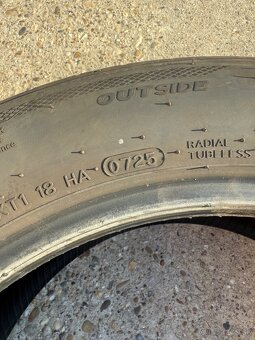 OUTSIDE
XT1 18 HA 0725
RADIAL
TUBELESS